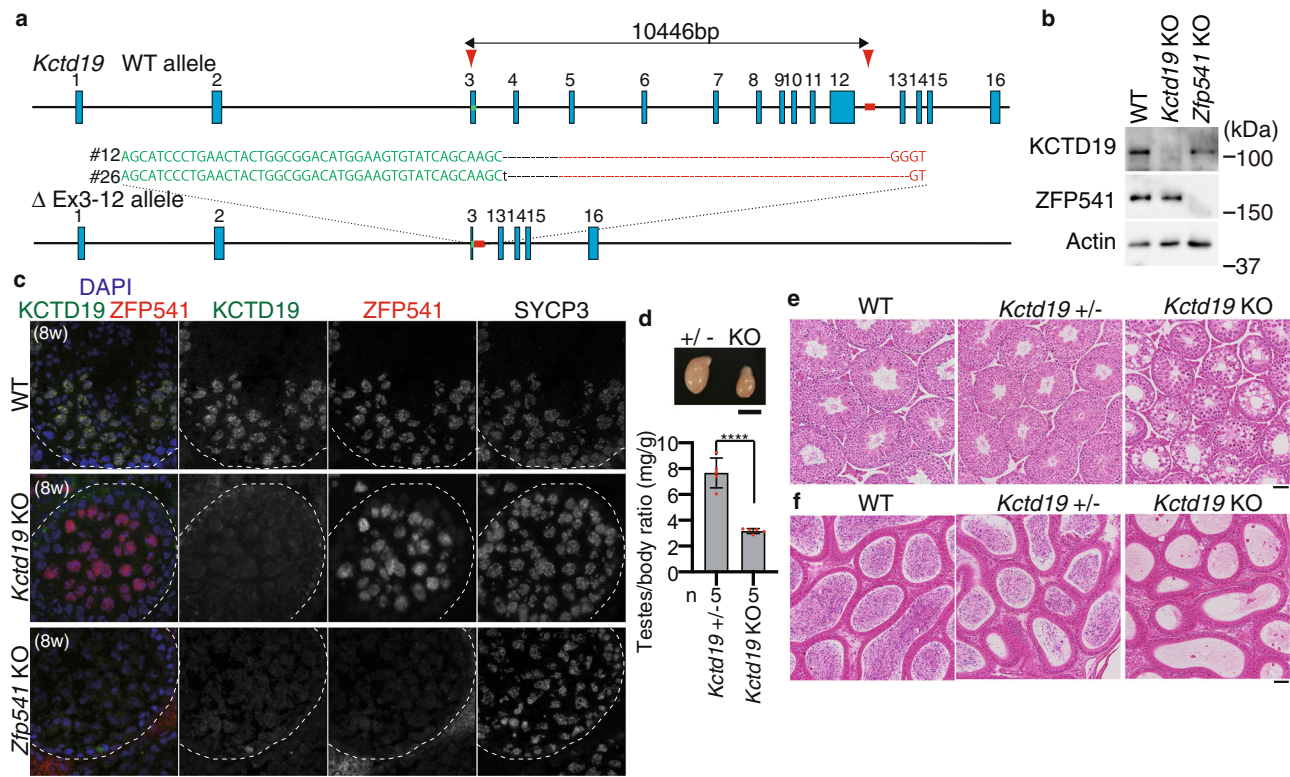 a
10446bp
Kctd19 WT allele
1 2 3 4 5 6 7 8 9 10 11 12 13 14 15 16
#12 AGCATCCCTGAACTACTGGCGGACATGGAAGTGTATCAGCAAGC GGGT
#26 AGCATCCCTGAACTACTGGCGGACATGGAAGTGTATCAGCAAGCt GT
Δ Ex3-12 allele
1 2 3 13 14 15 16
b
WT Kctd19 KO Zfp541 KO
(kDa)
KCTD19 –100
ZFP541 –150
Actin
–37
c
DAPI
KCTD19 ZFP541 KCTD19 ZFP541 SYCP3
WT (8w)
Kctd19 KO (8w)
Zfp541 KO (8w)
d
+/- KO
****
Testes/body ratio (mg/g)
10
8
6
4
2
0
n 5 5
Kctd19 +/- Kctd19 KO
e
WT Kctd19 +/- Kctd19 KO
f
WT Kctd19 +/- Kctd19 KO